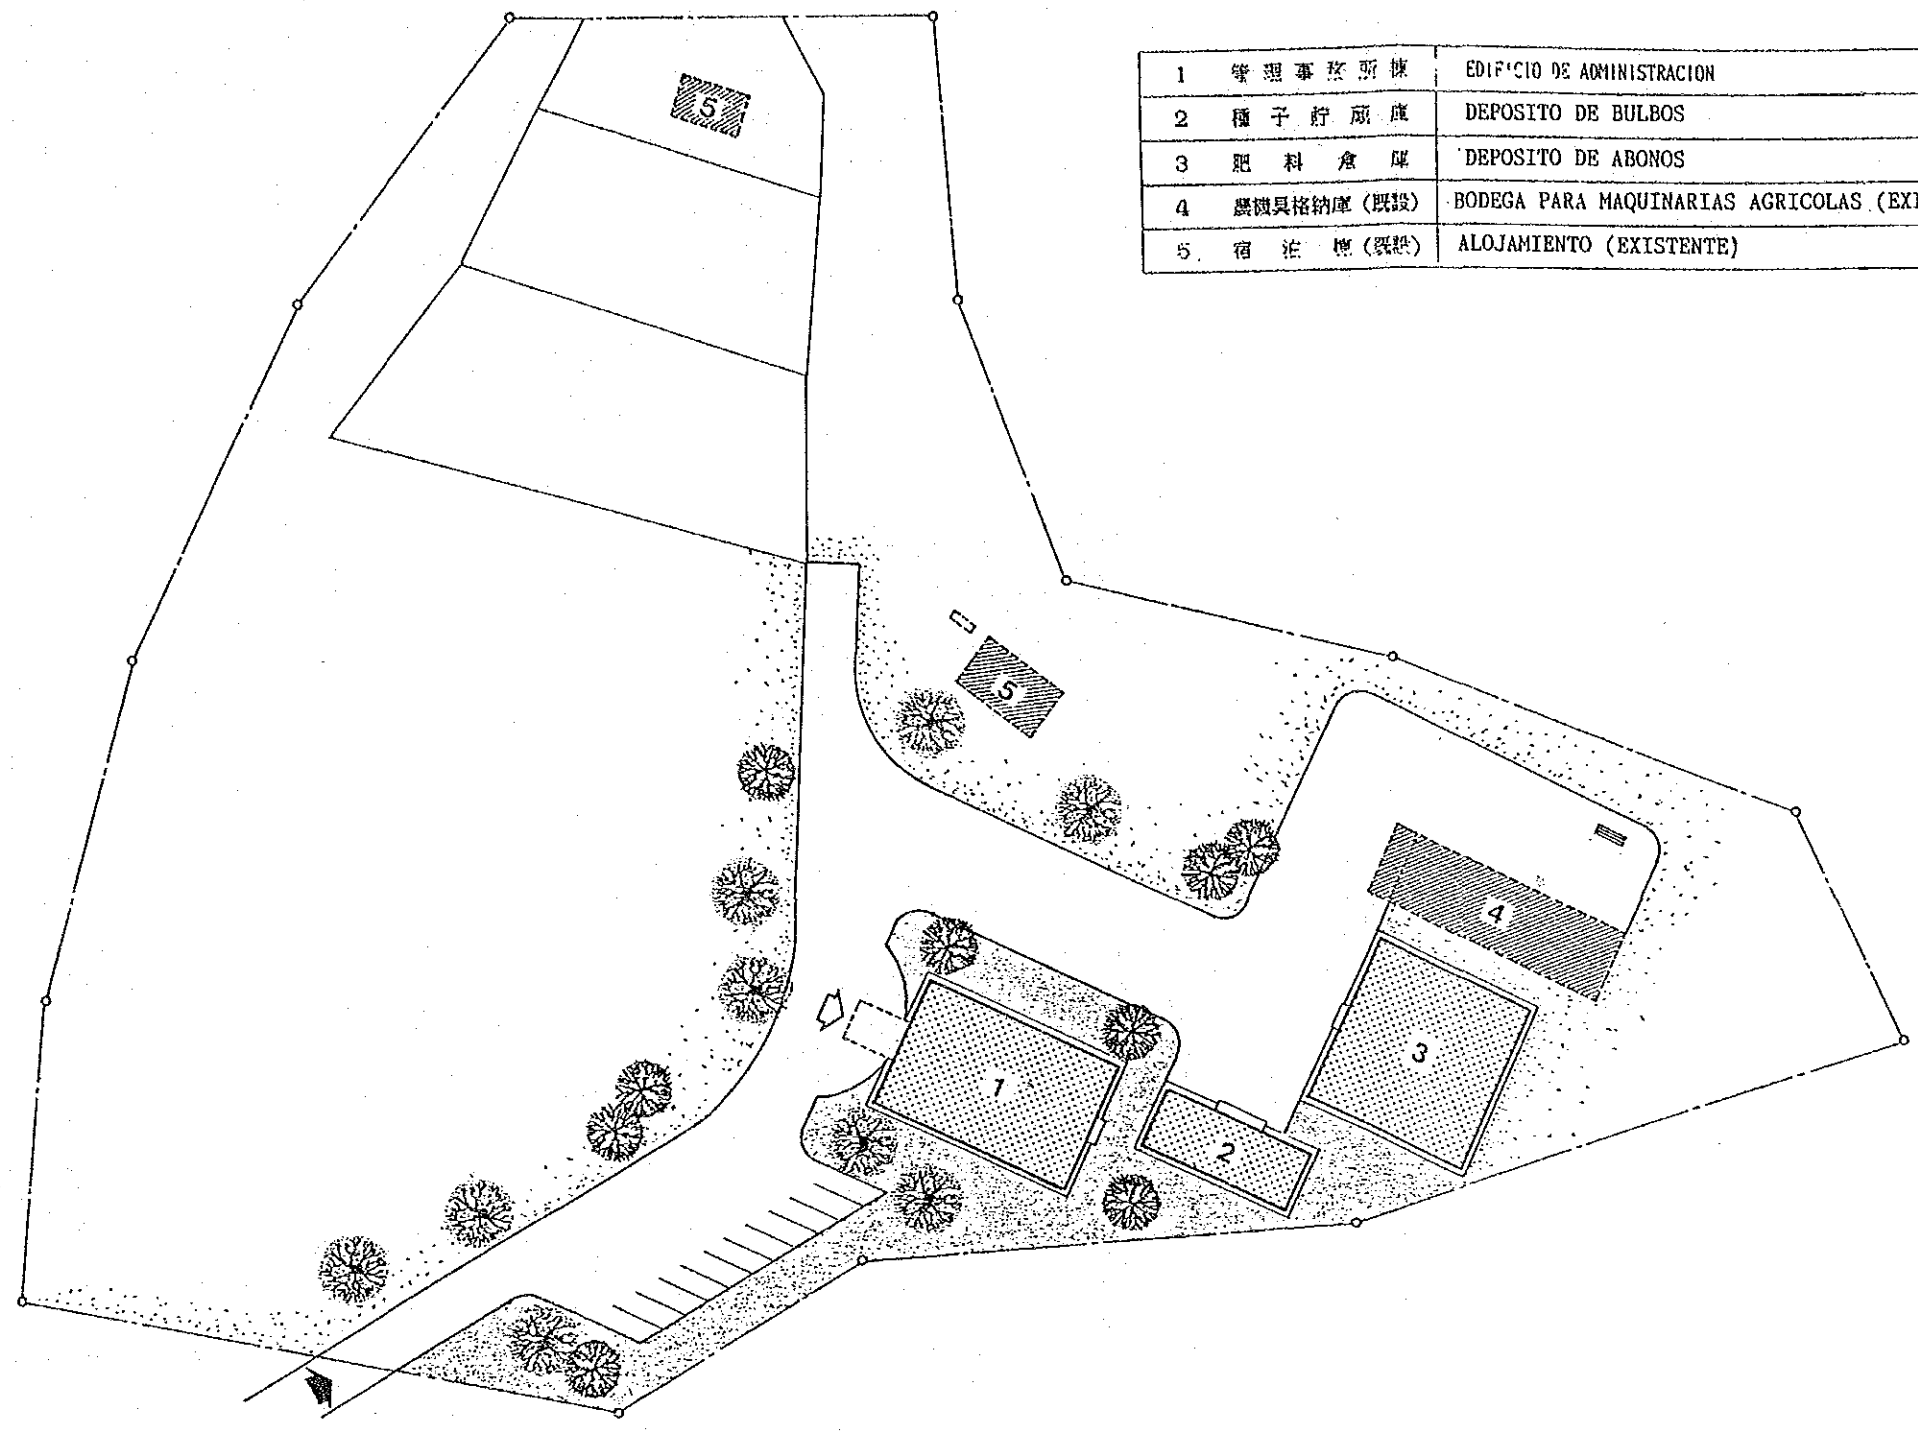 1 管理事務所棟 EDIFICIO DE ADMINISTRACION
2 種子貯蔵庫 DEPOSITO DE BULBOS
3 肥料倉庫 DEPOSITO DE ABONOS
4 農機具格納庫(既設) BODEGA PARA MAQUINARIAS AGRICOLAS (EXI
5 宿泊棟(既設) ALOJAMIENTO (EXISTENTE)
5
5
4
3
1
2